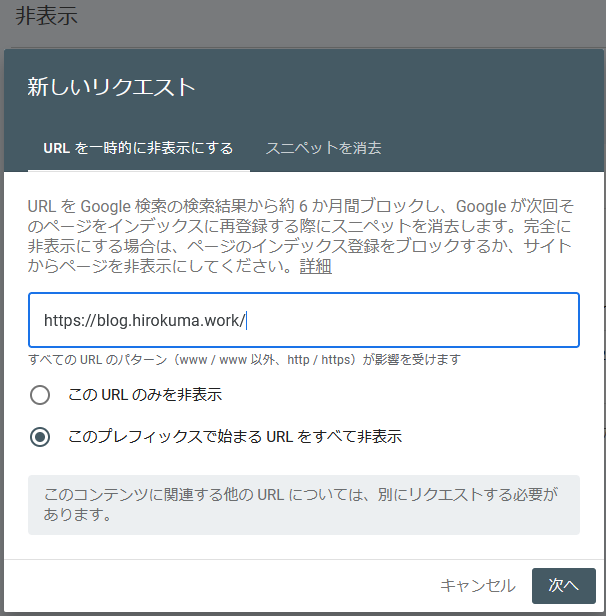 非表示
新しいリクエスト
URL を一時的に非表示にする
スニペットを消去
URL を Google 検索の検索結果から約 6 か月間ブロックし、Google が次回そ
のページをインデックスに再登録する際にスニペットを消去します。完全に
非表示にする場合は、ページのインデックス登録をブロックするか、サイト
からページを非表示にしてください。詳細
https://blog.hirokuma.work/
すべての URL のパターン（www / www 以外、http / https）が影響を受けます
この URL のみを非表示
このプレフィックスで始まる URL をすべて非表示
このコンテンツに関連する他の URL については、別にリクエストする必要が
あります。
キャンセル
次へ